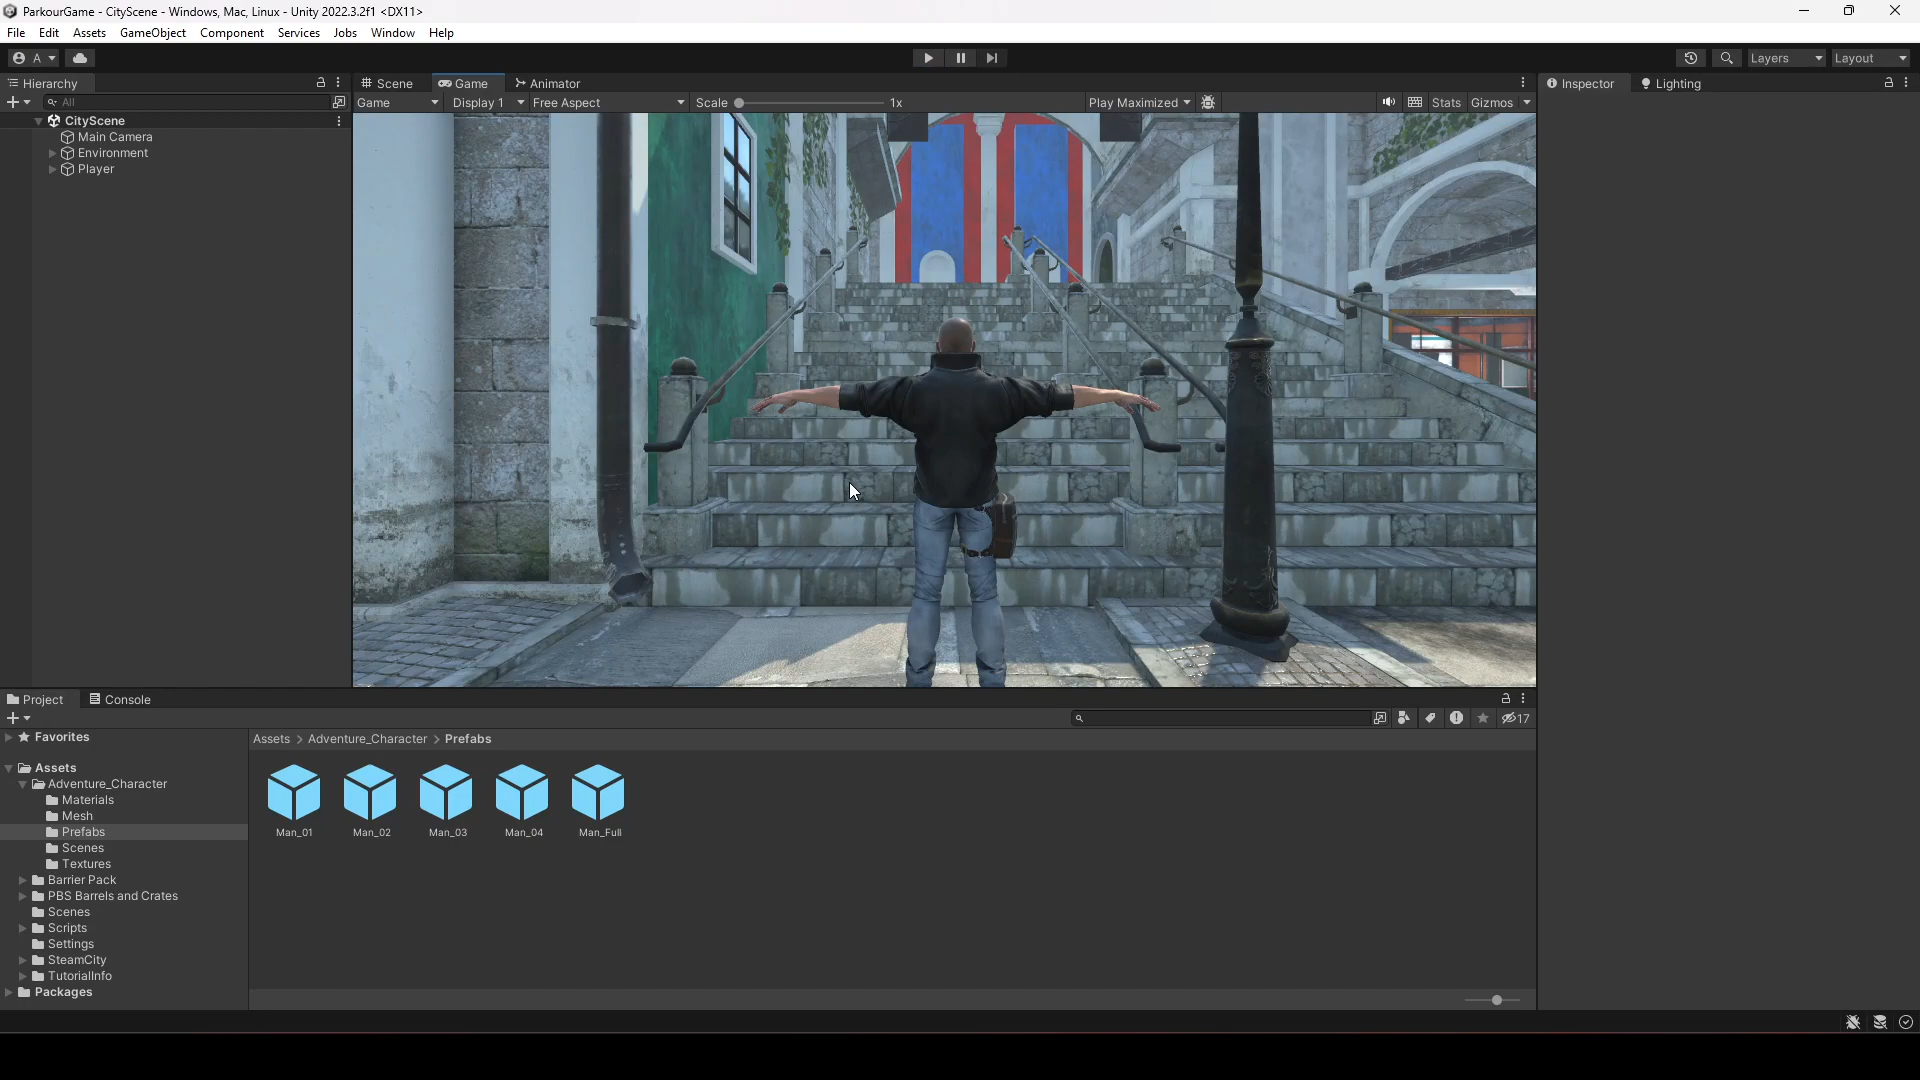 ParkourGame - CityScene - Windows, Mac, Linux - Unity 2022.3.2f1 <DX11>
File Edit Assets GameObject Component Services Jobs Window Help
A Layers Layout
Hierarchy Scene Game Animator Inspector Lighting
All Game Display 1 Free Aspect Scale 1x Play Maximized Stats Gizmos
CityScene
Main Camera
Environment
Player
Project Console
17
Favorites Assets > Adventure_Character > Prefabs
Assets
Adventure_Character
Materials
Mesh
Prefabs
Scenes
Textures
Barrier Pack
PBS Barrels and Crates
Scenes
Scripts
Settings
SteamCity
TutorialInfo
Packages
Man_01 Man_02 Man_03 Man_04 Man_Full